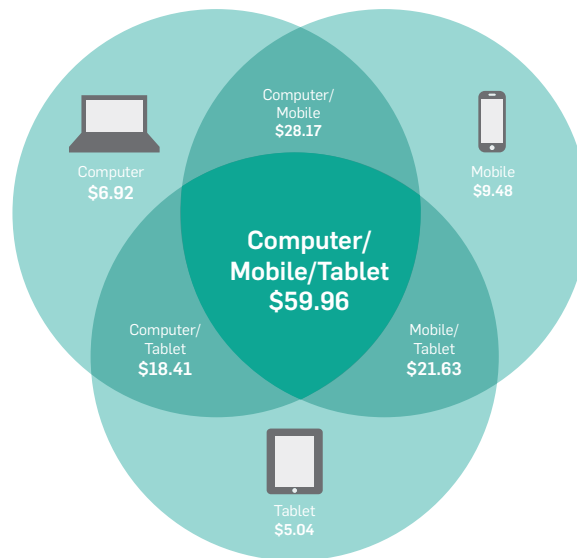 Computer/
Mobile
$28.17
Computer
$6.92
Mobile
$9.48
Computer/
Mobile/Tablet
$59.96
Computer/
Tablet
$18.41
Mobile/
Tablet
$21.63
Tablet
$5.04